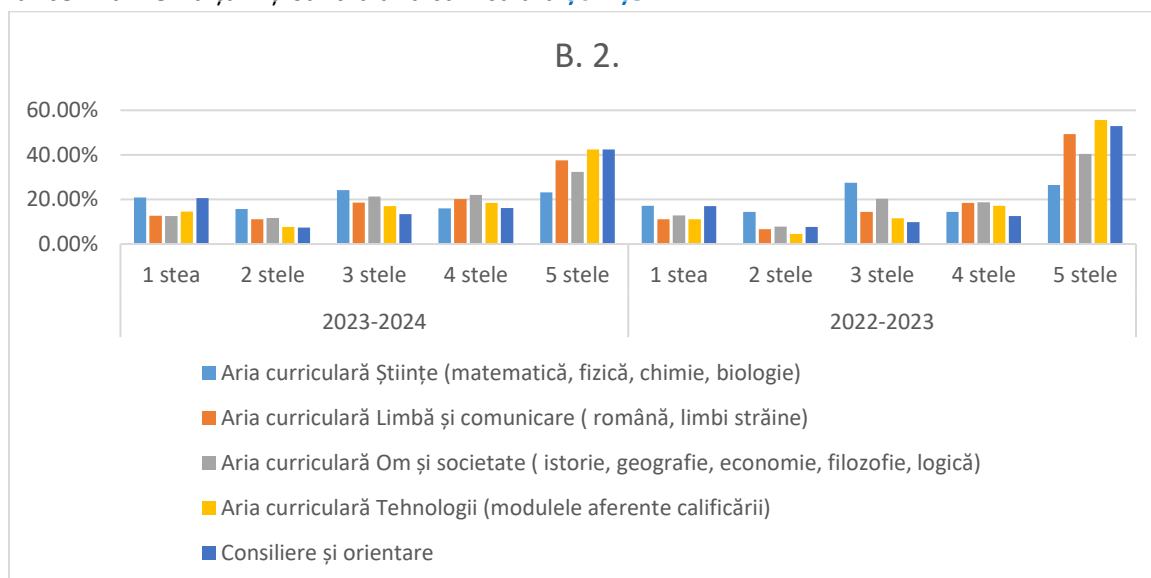 B. 2.
60.00%
40.00%
20.00%
0.00%
1 stea 2 stele 3 stele 4 stele 5 stele 1 stea 2 stele 3 stele 4 stele 5 stele
2023-2024 2022-2023
Aria curriculară Științe (matematică, fizică, chimie, biologie)
Aria curriculară Limbă și comunicare ( română, limbi străine)
Aria curriculară Om și societate ( istorie, geografie, economie, filozofie, logică)
Aria curriculară Tehnologii (modulele aferente calificării)
Consiliere și orientare